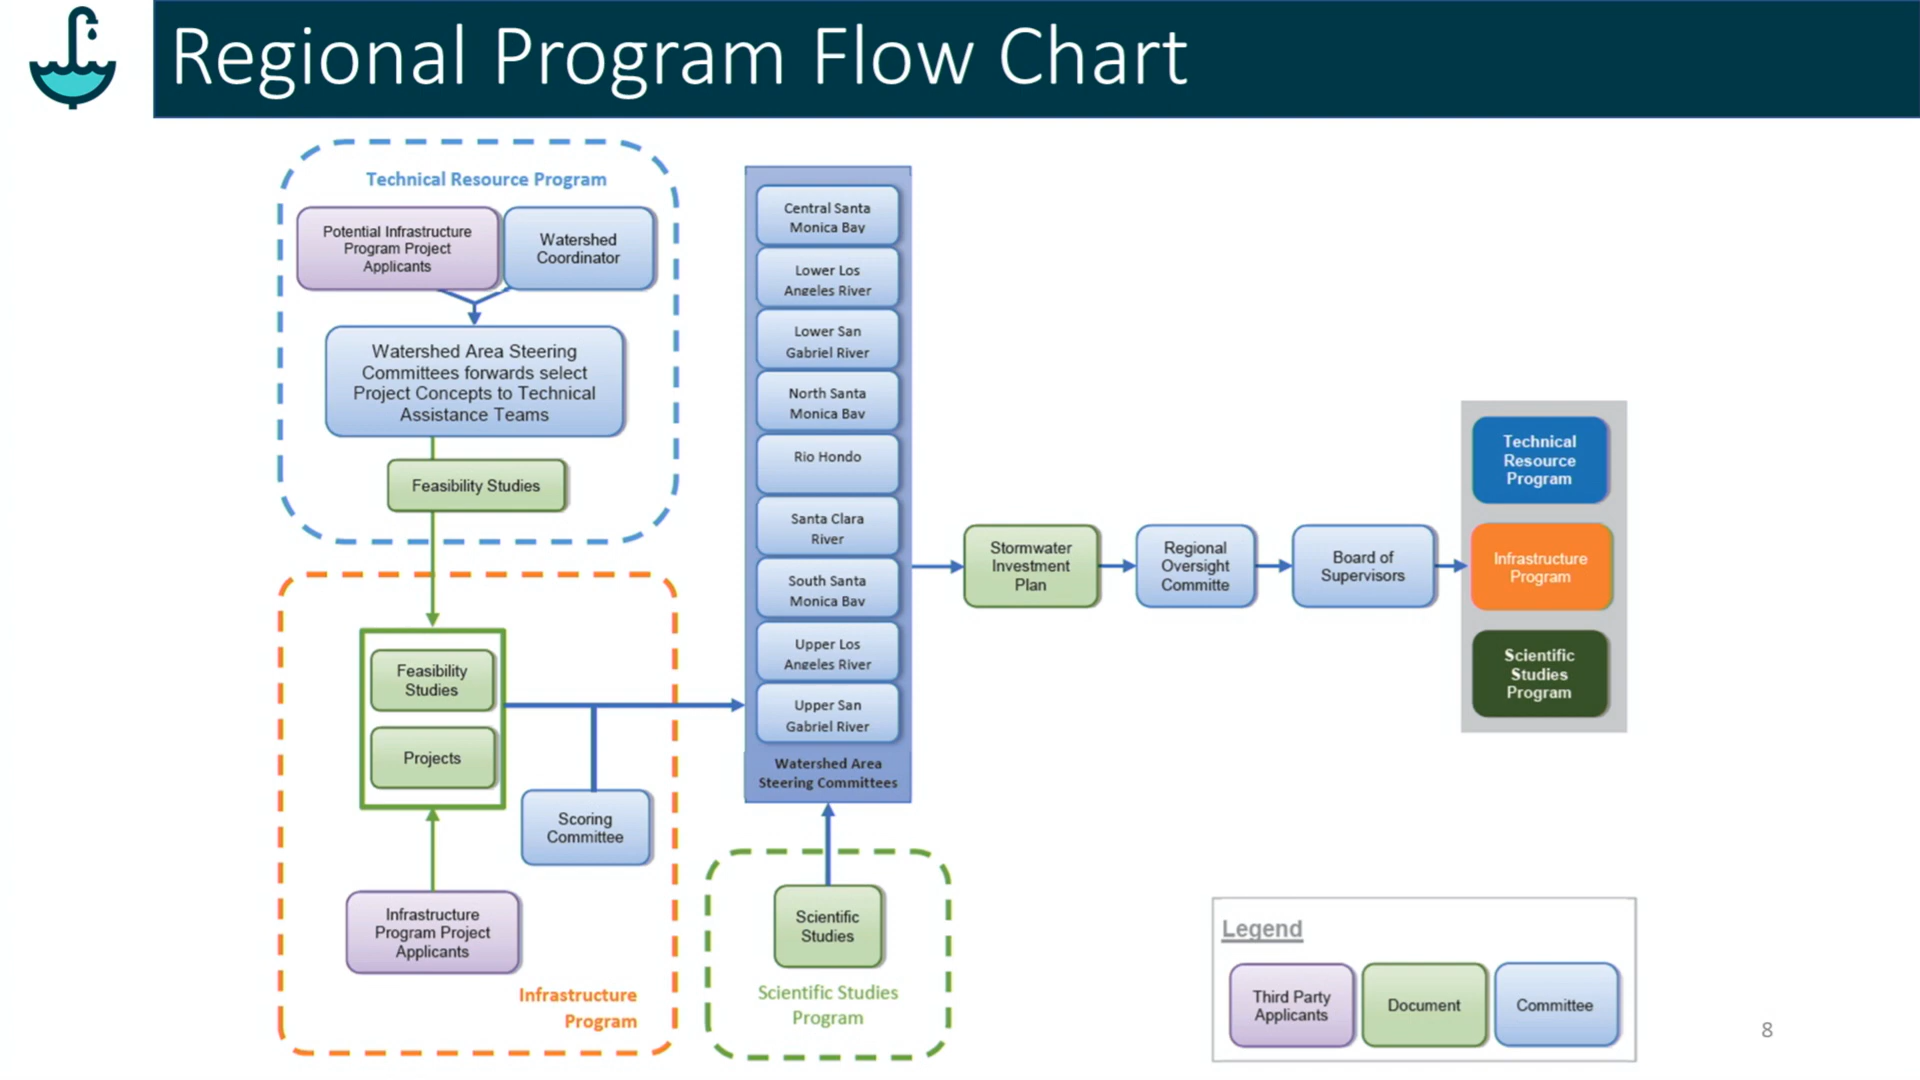 Regional Program Flow Chart
Technical Resource Program
Potential Infrastructure
Program Project
Applicants
Watershed
Coordinator
Watershed Area Steering
Committees forwards select
Project Concepts to Technical
Assistance Teams
Feasibility Studies
Feasibility
Studies
Projects
Scoring
Committee
Infrastructure
Program Project
Applicants
Infrastructure
Program
Central Santa
Monica Bay
Lower Los
Angeles River
Lower San
Gabriel River
North Santa
Monica Bay
Rio Hondo
Santa Clara
River
South Santa
Monica Bay
Upper Los
Angeles River
Upper San
Gabriel River
Watershed Area
Steering Committees
Scientific
Studies
Scientific Studies
Program
Stormwater
Investment
Plan
Regional
Oversight
Committe
Board of
Supervisors
Technical
Resource
Program
Infrastructure
Program
Scientific
Studies
Program
Legend
Third Party
Applicants
Document
Committee
8